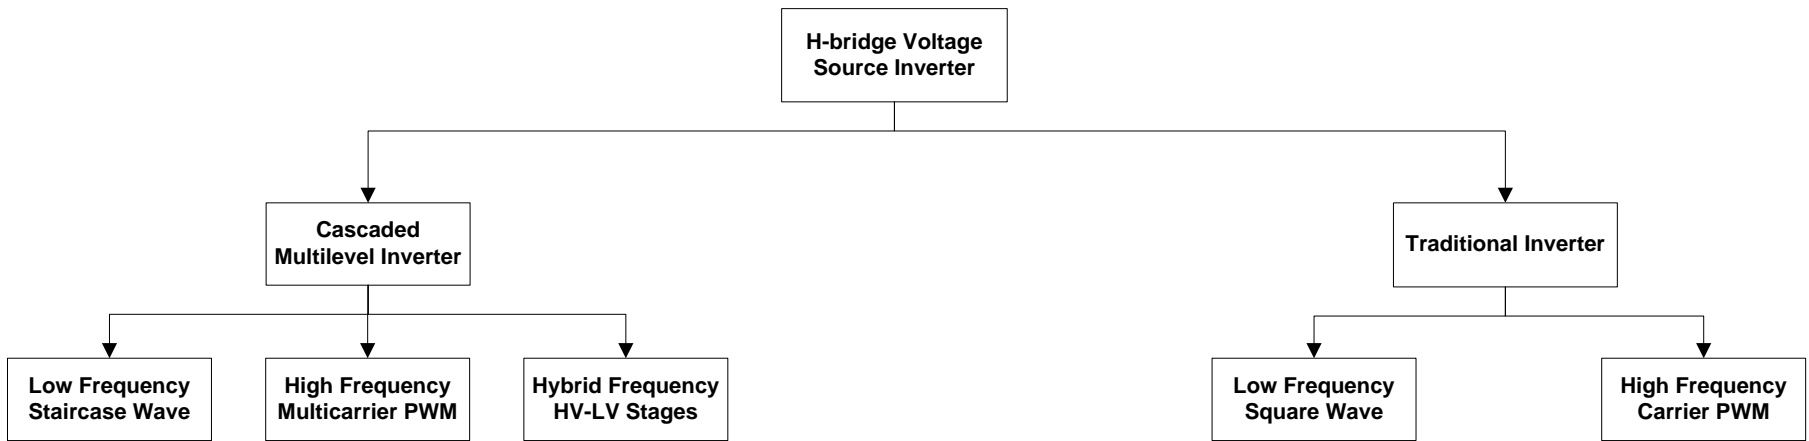 H-bridge Voltage
Source Inverter
Cascaded
Multilevel Inverter
Traditional Inverter
Low Frequency
Staircase Wave
High Frequency
Multicarrier PWM
Hybrid Frequency
HV-LV Stages
Low Frequency
Square Wave
High Frequency
Carrier PWM